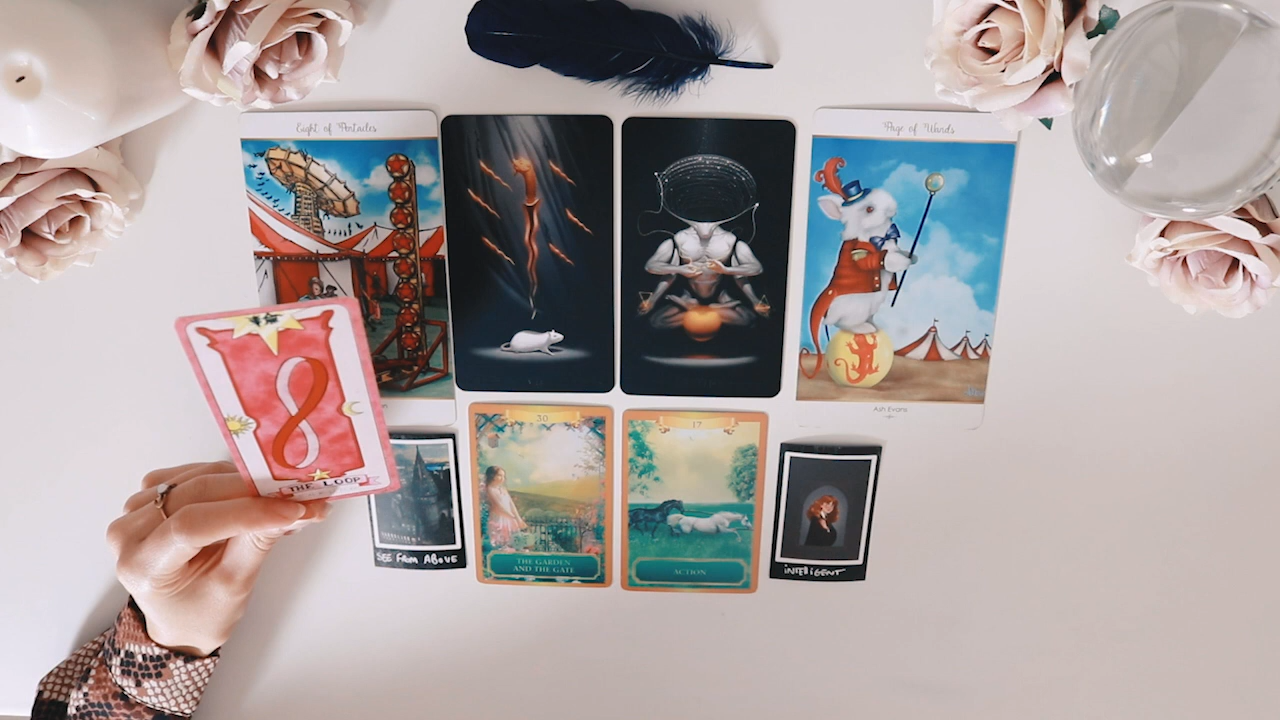 Eight of Pentacles
Page of Wands
Ash Evans
THE LOOP
30
17
SEE FROM ABOVE
THE GARDEN
AND THE GATE
ACTION
INTElligENT